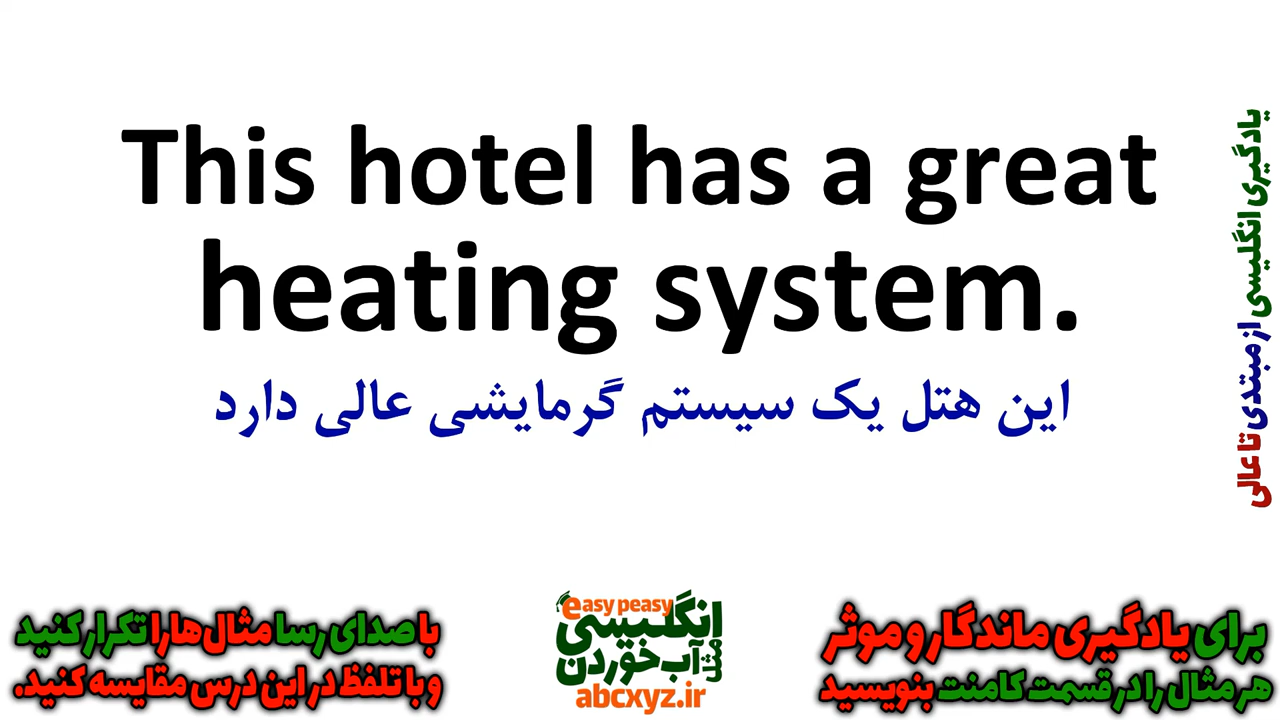 This hotel has a great
heating system.
این هتل یک سیستم گرمایشی عالی دارد
یادگیری انگلیسی از مبتدی تا عالی
برای یادگیری ماندگار و موثر
هر مثال را در قسمت کامنت بنویسید
easy peasy
انگلیسی
مثل آب خوردن
abcxyz.ir
با صدای رسا مثال‌ها را تکرار کنید
و با تلفظ در این درس مقایسه کنید.